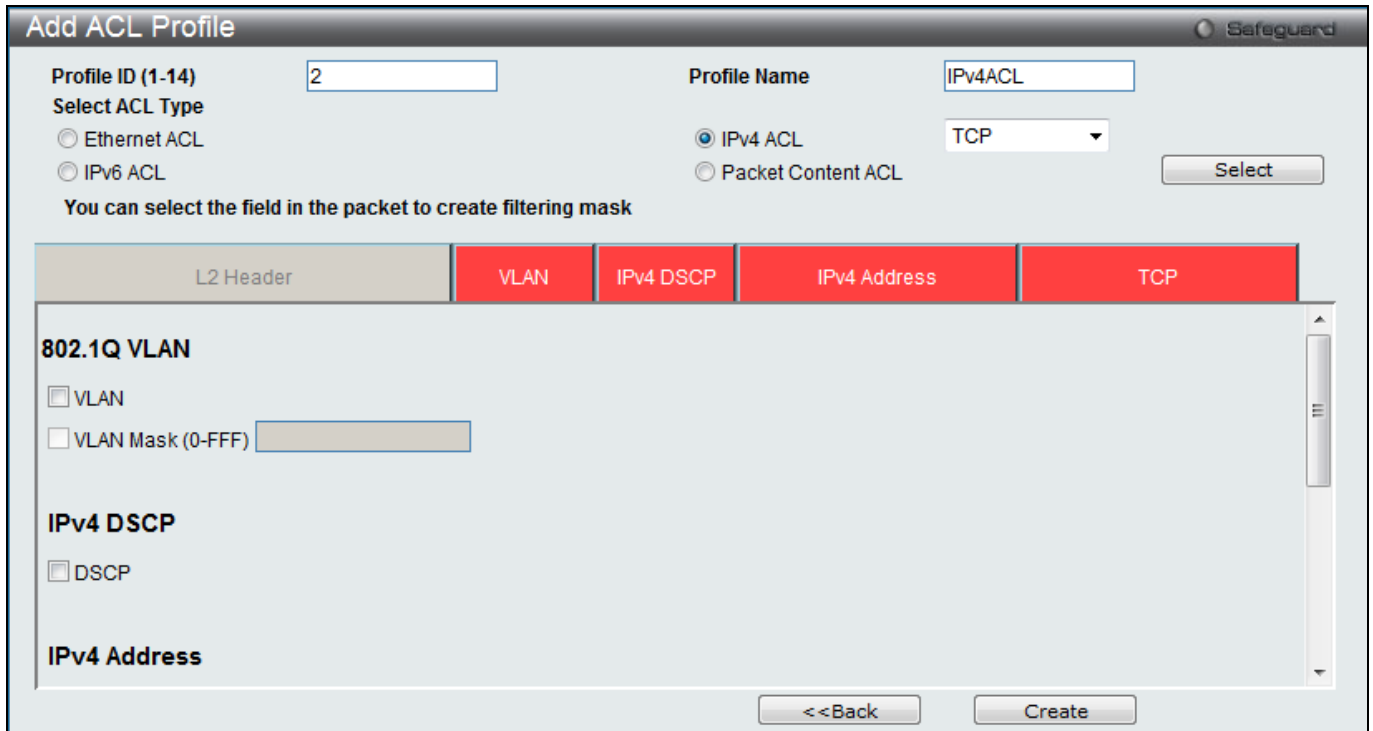 Add ACL Profile
Safeguard
Profile ID (1-14) 2 Profile Name IPv4ACL
Select ACL Type
Ethernet ACL IPv4 ACL TCP
IPv6 ACL Packet Content ACL Select
You can select the field in the packet to create filtering mask
L2 Header VLAN IPv4 DSCP IPv4 Address TCP
802.1Q VLAN
VLAN
VLAN Mask (0-FFF)
IPv4 DSCP
DSCP
IPv4 Address
<<Back Create